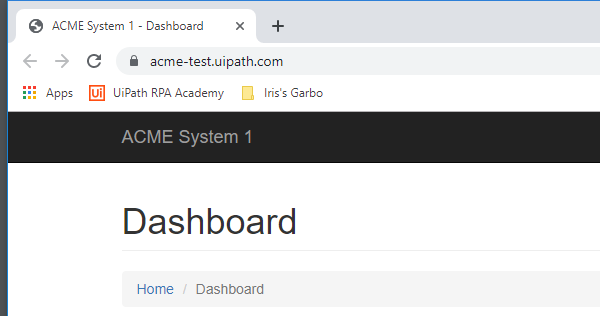 ACME System 1 - Dashboard
acme-test.uipath.com
Apps Ui UiPath RPA Academy Iris's Garbo
ACME System 1
Dashboard
Home / Dashboard